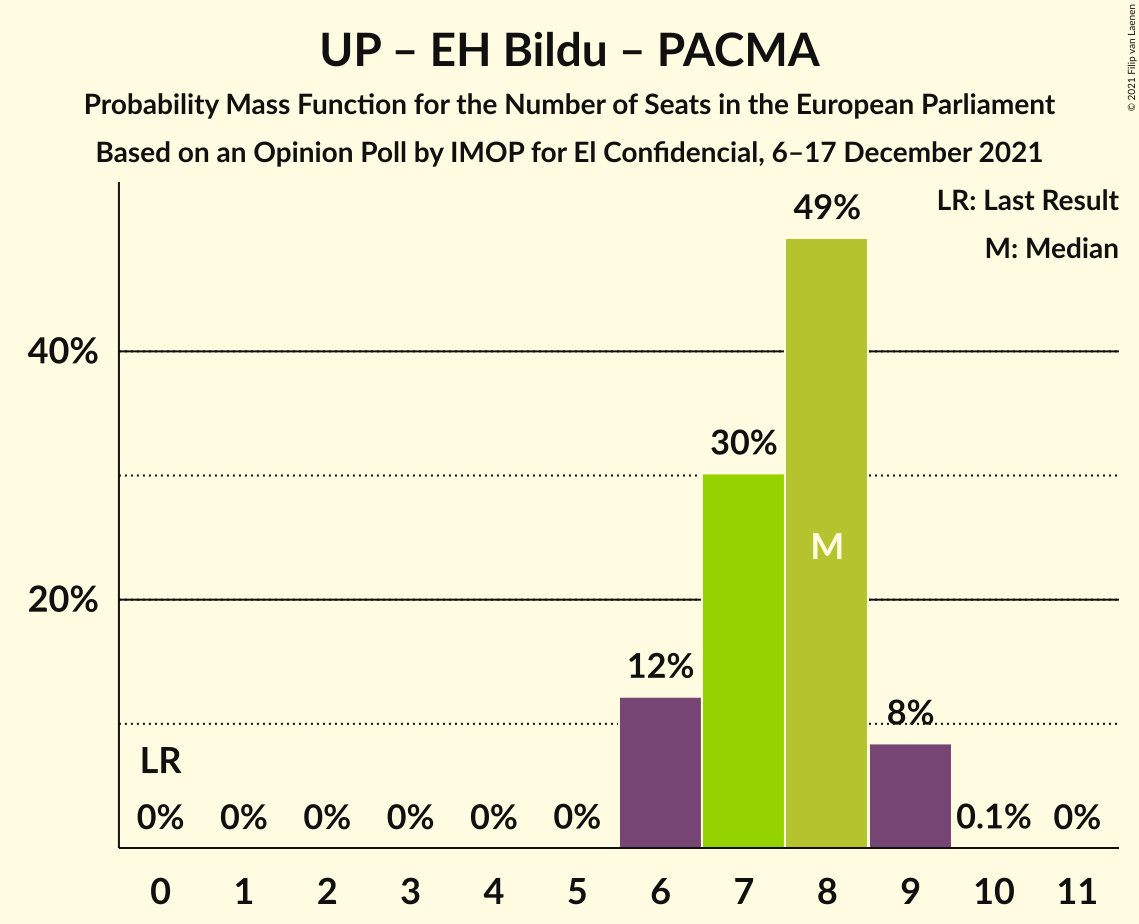 UP – EH Bildu – PACMA
Probability Mass Function for the Number of Seats in the European Parliament
Based on an Opinion Poll by IMOP for El Confidencial, 6–17 December 2021
© 2021 Filip van Laenen
LR: Last Result
M: Median
49%
40%
30%
M
20%
12%
8%
LR
0% 0% 0% 0% 0% 0% 0.1% 0%
0 1 2 3 4 5 6 7 8 9 10 11